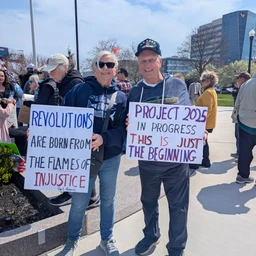 REVOLUTIONS
ARE BORN FROM
THE FLAMES OF
INJUSTICE
PROJECT 2025
IN PROGRESS
THIS IS JUST
THE BEGINNING